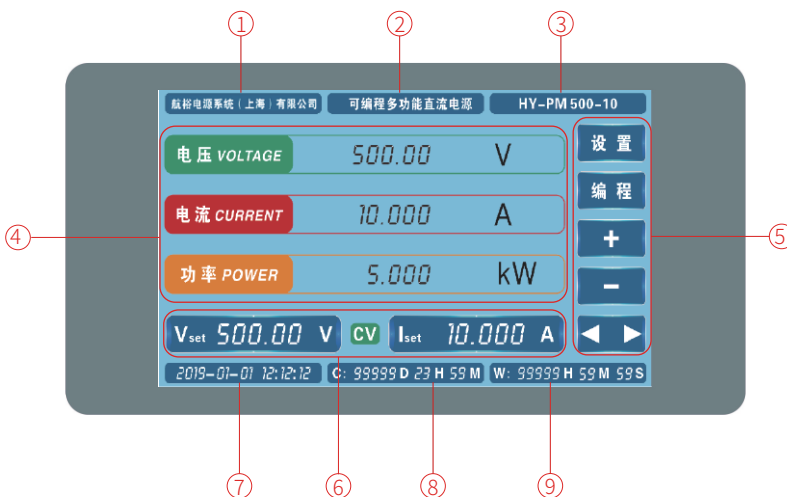 ① ② ③
航裕电源系统（上海）有限公司 可编程多功能直流电源 HY-PM 500-10
电压 VOLTAGE 500.00 V 设置
编程
电流 CURRENT 10.000 A
④ + ⑤
功率 POWER 5.000 kW −
Vset 500.00 V CV Iset 10.000 A ◀ ▶
2019-01-01 12:12:12 C: 99999 D 23 H 59 M W: 99999 H 59 M 59 S
⑦ ⑥ ⑧ ⑨